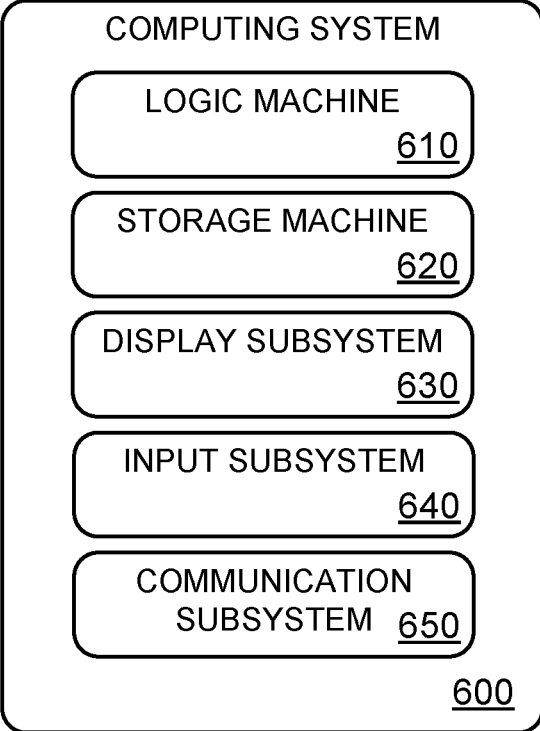 COMPUTING SYSTEM
LOGIC MACHINE
610
STORAGE MACHINE
620
DISPLAY SUBSYSTEM
630
INPUT SUBSYSTEM
640
COMMUNICATION
SUBSYSTEM 650
600